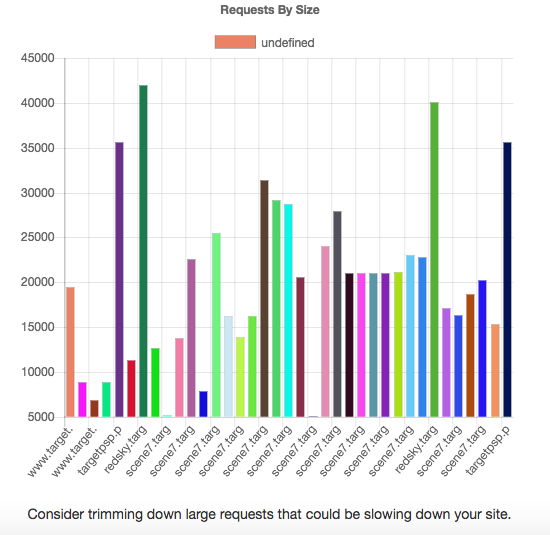 Requests By Size
undefined
45000
40000
35000
30000
25000
20000
15000
10000
5000
www.target.
www.target.
targetpsp.p
redsky.targ
scene7.targ
scene7.targ
scene7.targ
scene7.targ
scene7.targ
scene7.targ
scene7.targ
scene7.targ
scene7.targ
scene7.targ
scene7.targ
redsky.targ
scene7.targ
scene7.targ
targetpsp.p
Consider trimming down large requests that could be slowing down your site.